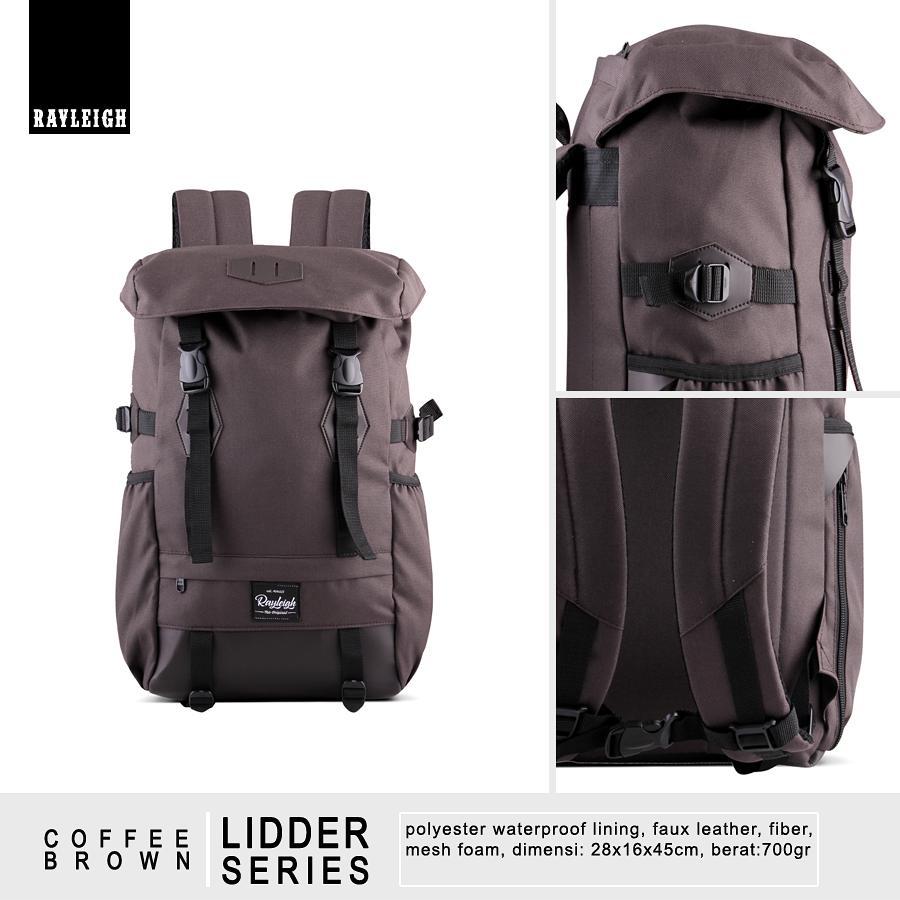 RAYLEIGH
Rayleigh
COFFEE
BROWN
LIDDER
SERIES
polyester waterproof lining, faux leather, fiber,
mesh foam, dimensi: 28x16x45cm, berat:700gr